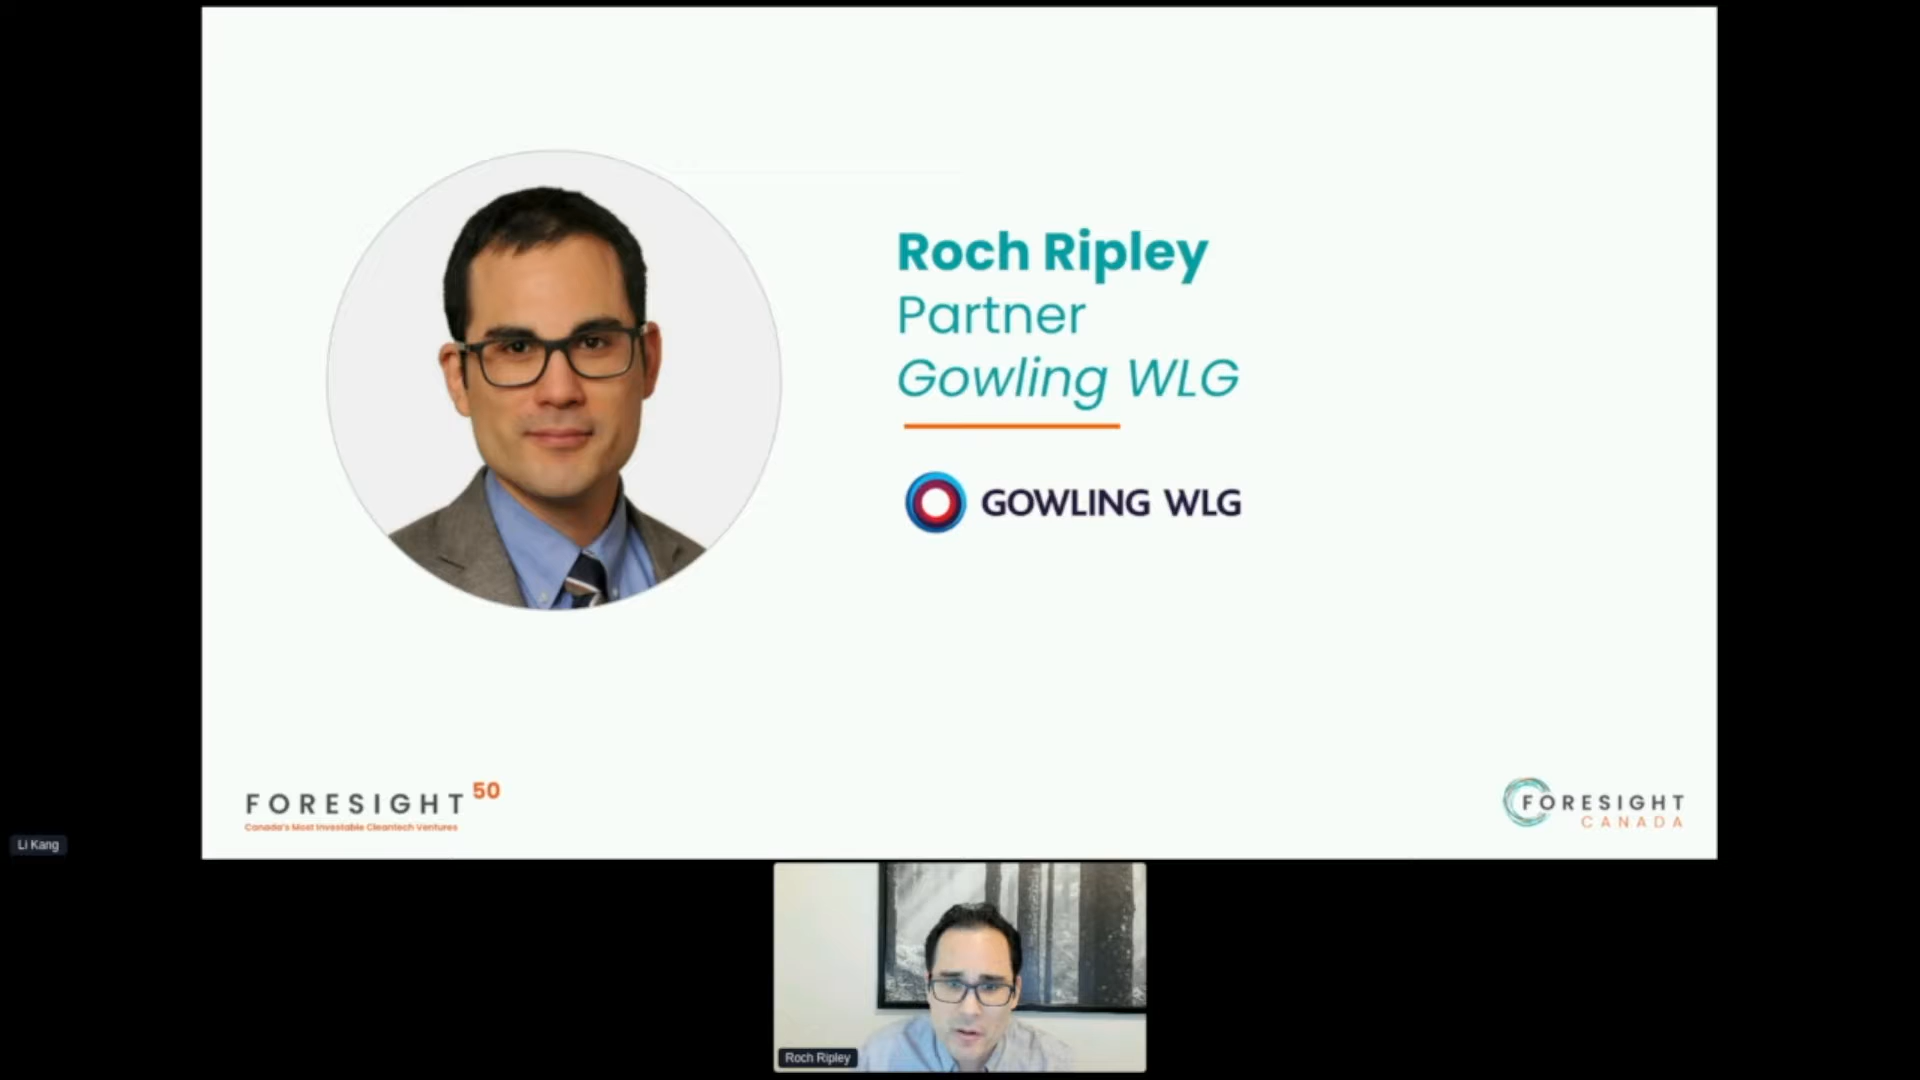 Roch Ripley
Partner
Gowling WLG
GOWLING WLG
FORESIGHT 50
Canada's Most Investable Cleantech Ventures
FORESIGHT
CANADA
Li Kang
Roch Ripley